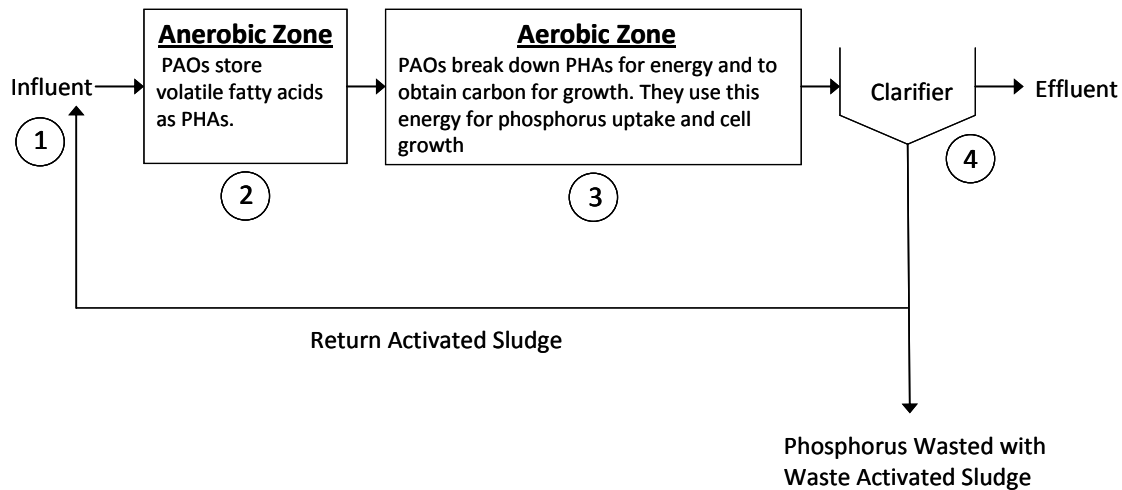 Influent
1
Anerobic Zone
PAOs store
volatile fatty acids
as PHAs.
2
Aerobic Zone
PAOs break down PHAs for energy and to
obtain carbon for growth. They use this
energy for phosphorus uptake and cell
growth
3
Clarifier
4
Effluent
Return Activated Sludge
Phosphorus Wasted with
Waste Activated Sludge